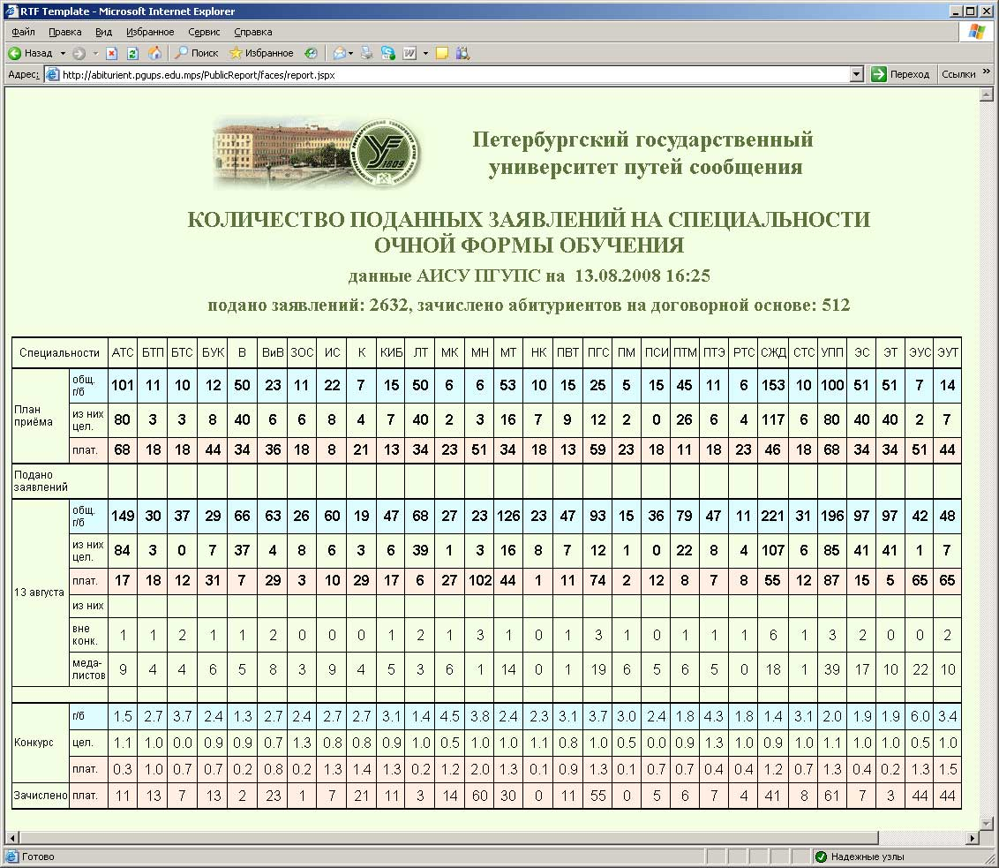 RTF Template - Microsoft Internet Explorer
Файл Правка Вид Избранное Сервис Справка
Назад Поиск Избранное
Адрес: http://abiturient.pgups.edu.mps/PublicReport/faces/report.jspx Переход Ссылки »
1809
Петербургский государственный
университет путей сообщения
КОЛИЧЕСТВО ПОДАННЫХ ЗАЯВЛЕНИЙ НА СПЕЦИАЛЬНОСТИ
ОЧНОЙ ФОРМЫ ОБУЧЕНИЯ
данные АИСУ ПГУПС на 13.08.2008 16:25
подано заявлений: 2632, зачислено абитуриентов на договорной основе: 512
Специальности АТС БТП БТС БУК В ВиВ ЗОС ИС К КИБ ЛТ МК МН МТ НК ПВТ ПГС ПМ ПСИ ПТМ ПТЭ РТС СЖД СТС УПП ЭС ЭТ ЭУС ЭУТ
План приёма
общ. г/б 101 11 10 12 50 23 11 22 7 15 50 6 6 53 10 15 25 5 15 45 11 6 153 10 100 51 51 7 14
из них цел. 80 3 3 8 40 6 6 8 4 7 40 2 3 16 7 9 12 2 0 26 6 4 117 6 80 40 40 2 7
плат. 68 18 18 44 34 36 18 8 21 13 34 23 51 34 18 13 59 23 18 11 18 23 46 18 68 34 34 51 44
Подано заявлений
13 августа
общ. г/б 149 30 37 29 66 63 26 60 19 47 68 27 23 126 23 47 93 15 36 79 47 11 221 31 196 97 97 42 48
из них цел. 84 3 0 7 37 4 8 6 3 6 39 1 3 16 8 7 12 1 0 22 8 4 107 6 85 41 41 1 7
плат. 17 18 12 31 7 29 3 10 29 17 6 27 102 44 1 11 74 2 12 8 7 8 55 12 87 15 5 65 65
из них
вне конк. 1 1 2 1 1 2 0 0 0 1 2 1 3 1 0 1 3 1 0 1 1 1 6 1 3 2 0 0 2
меда-листов 9 4 4 6 5 8 3 9 4 5 3 6 1 14 0 1 19 6 5 6 5 0 18 1 39 17 10 22 10
Конкурс
г/б 1.5 2.7 3.7 2.4 1.3 2.7 2.4 2.7 2.7 3.1 1.4 4.5 3.8 2.4 2.3 3.1 3.7 3.0 2.4 1.8 4.3 1.8 1.4 3.1 2.0 1.9 1.9 6.0 3.4
цел. 1.1 1.0 0.0 0.9 0.9 0.7 1.3 0.8 0.8 0.9 1.0 0.5 1.0 1.0 1.1 0.8 1.0 0.5 0.0 0.9 1.3 1.0 0.9 1.0 1.1 1.0 1.0 0.5 1.0
плат. 0.3 1.0 0.7 0.7 0.2 0.8 0.2 1.3 1.4 1.3 0.2 1.2 2.0 1.3 0.1 0.9 1.3 0.1 0.7 0.7 0.4 0.4 1.2 0.7 1.3 0.4 0.2 1.3 1.5
Зачислено плат. 11 13 7 13 2 23 1 7 21 11 3 14 60 30 0 11 55 0 5 6 7 4 41 8 61 7 3 44 44
Готово Надежные узлы